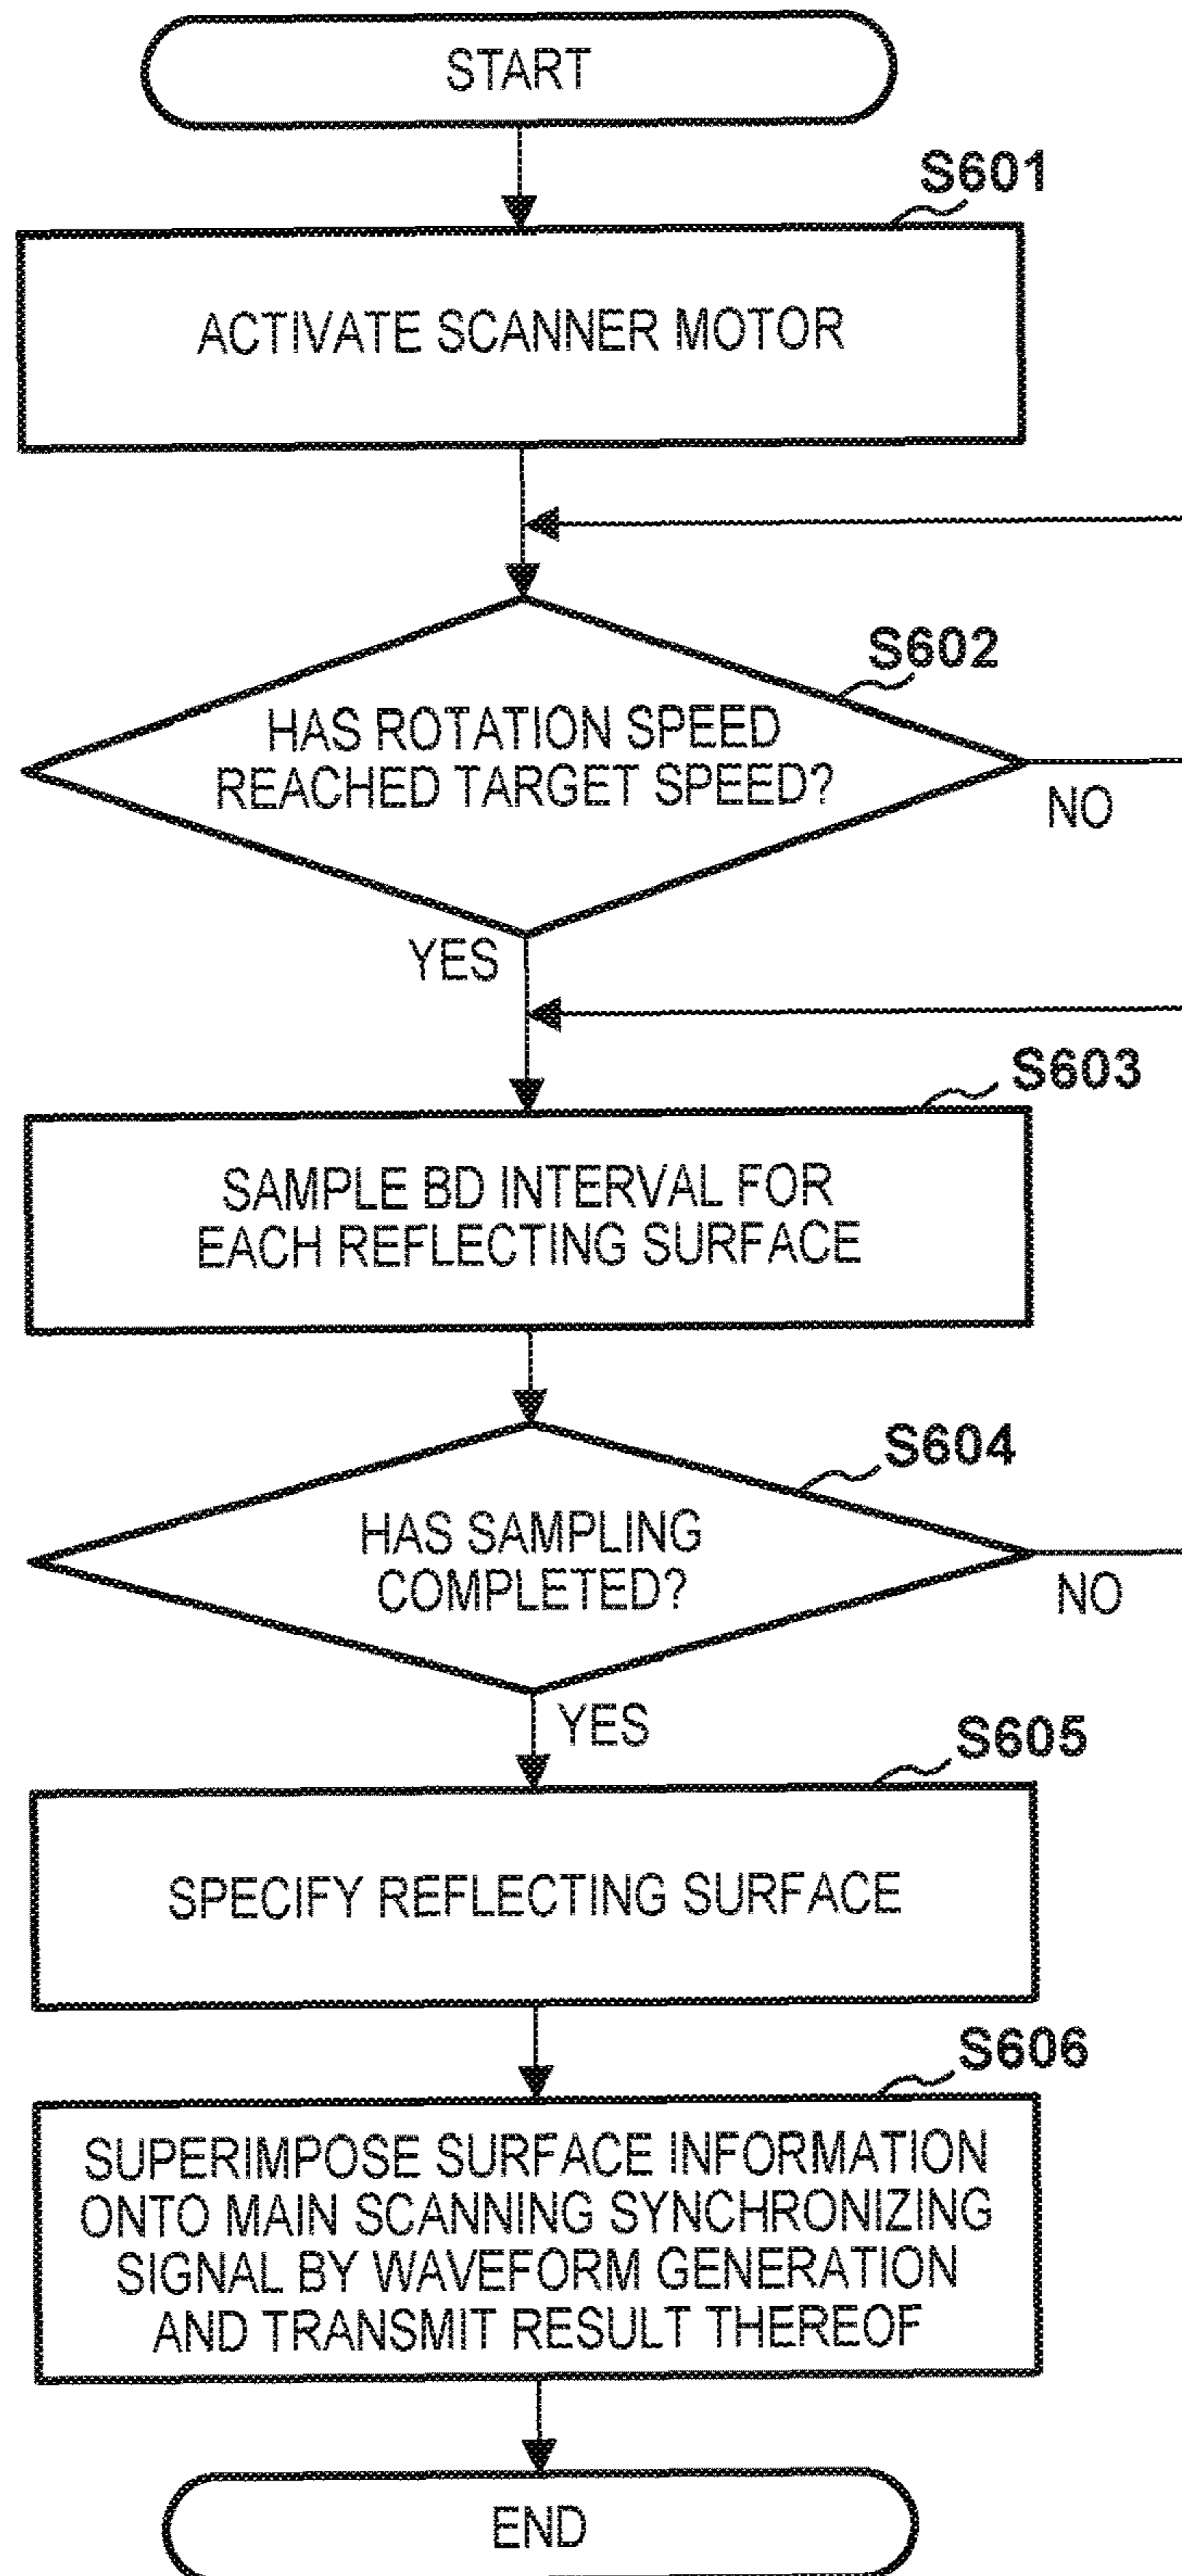 START
S601
ACTIVATE SCANNER MOTOR
S602
HAS ROTATION SPEED
REACHED TARGET SPEED?
NO
YES
S603
SAMPLE BD INTERVAL FOR
EACH REFLECTING SURFACE
S604
HAS SAMPLING
COMPLETED?
NO
YES
S605
SPECIFY REFLECTING SURFACE
S606
SUPERIMPOSE SURFACE INFORMATION
ONTO MAIN SCANNING SYNCHRONIZING
SIGNAL BY WAVEFORM GENERATION
AND TRANSMIT RESULT THEREOF
END